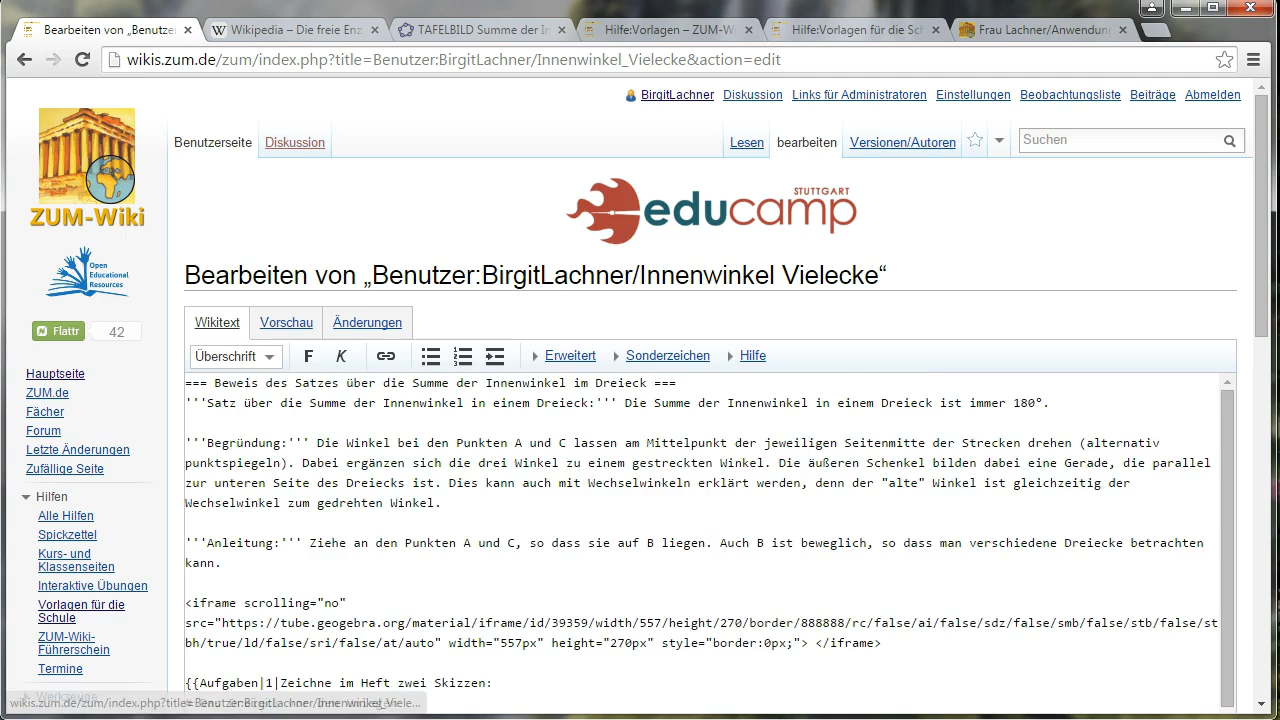 Bearbeiten von „Benutze
Wikipedia – Die freie Enz
TAFELBILD Summe der In
Hilfe:Vorlagen – ZUM-Wi
Hilfe:Vorlagen für die Sch
Frau Lachner/Anwendung
wikis.zum.de/zum/index.php?title=Benutzer:BirgitLachner/Innenwinkel_Vielecke&action=edit
BirgitLachner Diskussion Links für Administratoren Einstellungen Beobachtungsliste Beiträge Abmelden
Benutzerseite Diskussion Lesen bearbeiten Versionen/Autoren Suchen
ZUM-Wiki
STUTTGART
educamp
Open
Educational
Resources
Bearbeiten von „Benutzer:BirgitLachner/Innenwinkel Vielecke“
Flattr 42
Wikitext Vorschau Änderungen
Überschrift F K Erweitert Sonderzeichen Hilfe
Hauptseite
ZUM.de
Fächer
Forum
Letzte Änderungen
Zufällige Seite
Hilfen
Alle Hilfen
Spickzettel
Kurs- und
Klassenseiten
Interaktive Übungen
Vorlagen für die
Schule
ZUM-Wiki-
Führerschein
Termine
=== Beweis des Satzes über die Summe der Innenwinkel im Dreieck ===
'''Satz über die Summe der Innenwinkel in einem Dreieck:''' Die Summe der Innenwinkel in einem Dreieck ist immer 180°.
'''Begründung:''' Die Winkel bei den Punkten A und C lassen am Mittelpunkt der jeweiligen Seitenmitte der Strecken drehen (alternativ
punktspiegeln). Dabei ergänzen sich die drei Winkel zu einem gestreckten Winkel. Die äußeren Schenkel bilden dabei eine Gerade, die parallel
zur unteren Seite des Dreiecks ist. Dies kann auch mit Wechselwinkeln erklärt werden, denn der "alte" Winkel ist gleichzeitig der
Wechselwinkel zum gedrehten Winkel.
'''Anleitung:''' Ziehe an den Punkten A und C, so dass sie auf B liegen. Auch B ist beweglich, so dass man verschiedene Dreiecke betrachten
kann.
<iframe scrolling="no"
src="https://tube.geogebra.org/material/iframe/id/39359/width/557/height/270/border/888888/rc/false/ai/false/sdz/false/smb/false/stb/false/st
bh/true/ld/false/sri/false/at/auto" width="557px" height="270px" style="border:0px;"> </iframe>
{{Aufgaben|1|Zeichne im Heft zwei Skizzen:
Werkzeuge
wikis.zum.de/zum/index.php?title=Benutzer:BirgitLachner/Innenwinkel_Viele...